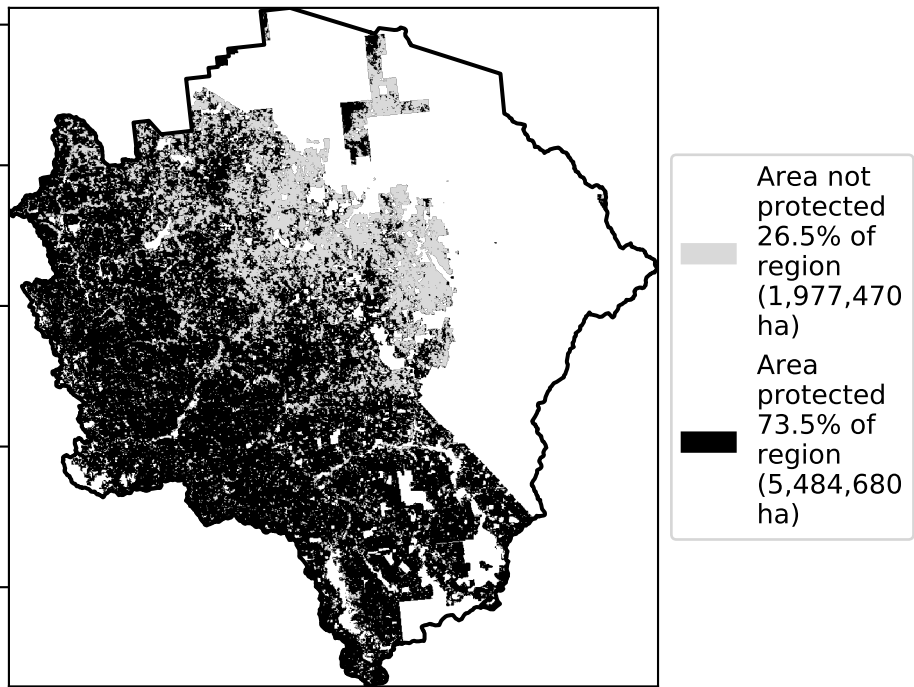 Area not
protected
26.5% of
region
(1,977,470
ha)
Area
protected
73.5% of
region
(5,484,680
ha)